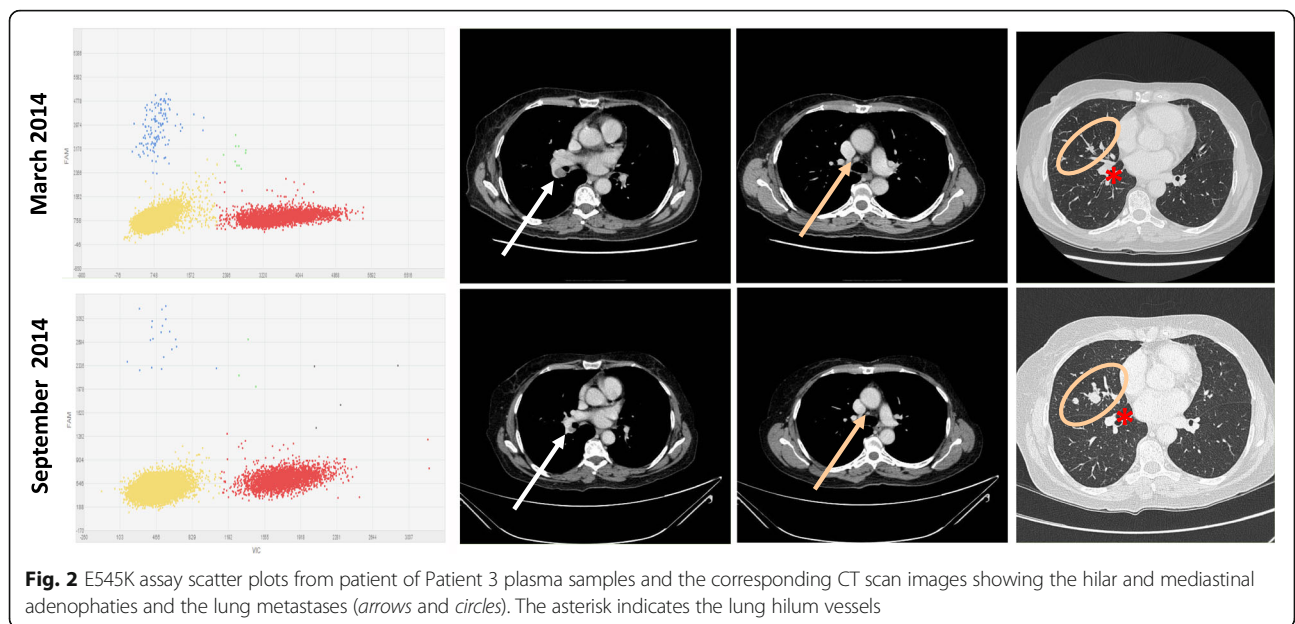 March 2014
FAM
September 2014
FAM
VIC
Fig. 2 E545K assay scatter plots from patient of Patient 3 plasma samples and the corresponding CT scan images showing the hilar and mediastinal
adenophaties and the lung metastases (arrows and circles). The asterisk indicates the lung hilum vessels